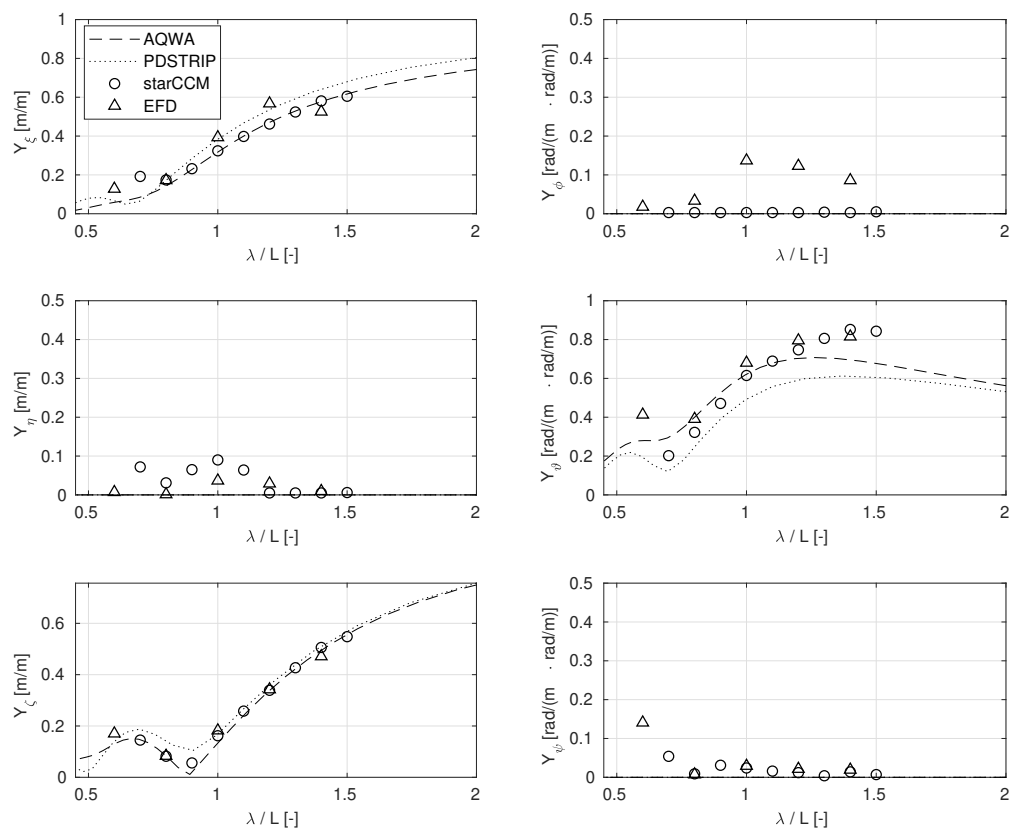 1
0.8
0.6
0.4
0.2
0
Y_ξ [m/m]
AQWA
PDSTRIP
starCCM
EFD
0.5 1 1.5 2
λ / L [-]
0.5
0.4
0.3
0.2
0.1
0
Y_ϕ [rad/(m · rad/m)]
0.5 1 1.5 2
λ / L [-]
0.5
0.4
0.3
0.2
0.1
0
Y_η [m/m]
0.5 1 1.5 2
λ / L [-]
1
0.8
0.6
0.4
0.2
0
Y_ϑ [rad/(m · rad/m)]
0.5 1 1.5 2
λ / L [-]
0.6
0.4
0.2
0
Y_ζ [m/m]
0.5 1 1.5 2
λ / L [-]
0.5
0.4
0.3
0.2
0.1
0
Y_ψ [rad/(m · rad/m)]
0.5 1 1.5 2
λ / L [-]